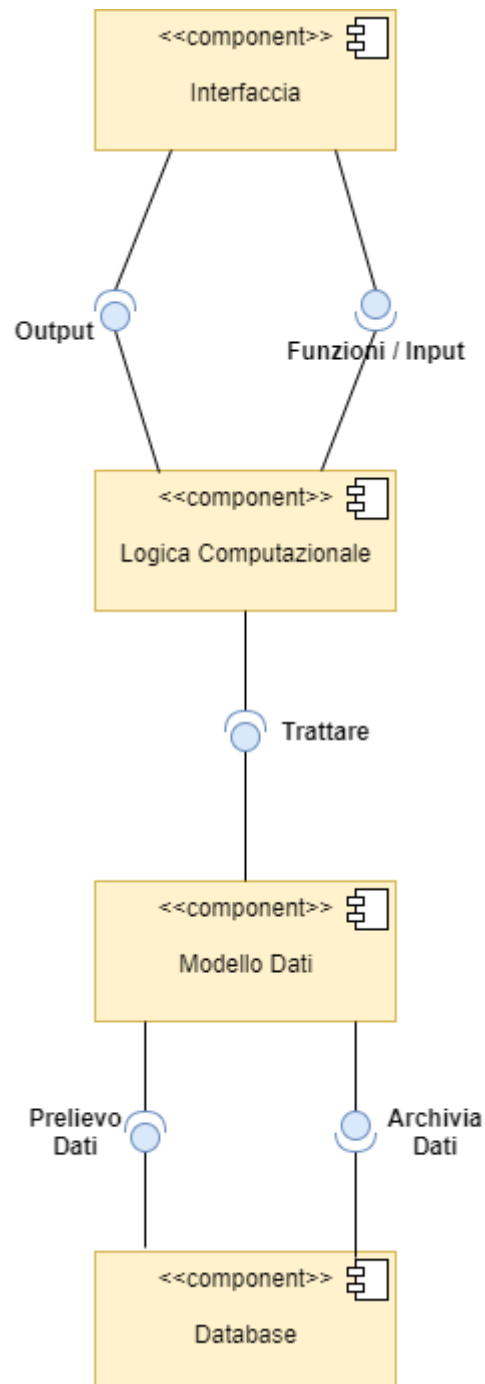 <<component>>
Interfaccia
Output
Funzioni / Input
<<component>>
Logica Computazionale
Trattare
<<component>>
Modello Dati
Prelievo
Dati
Archivia
Dati
<<component>>
Database